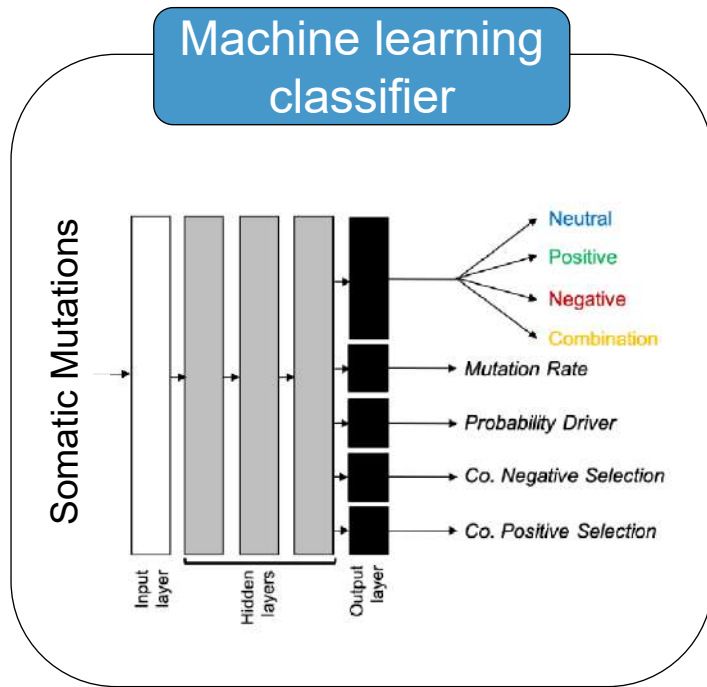 Machine learning
classifier
Somatic Mutations
Neutral
Positive
Negative
Combination
Mutation Rate
Probability Driver
Co. Negative Selection
Co. Positive Selection
Input
layer
Hidden
layers
Output
layer